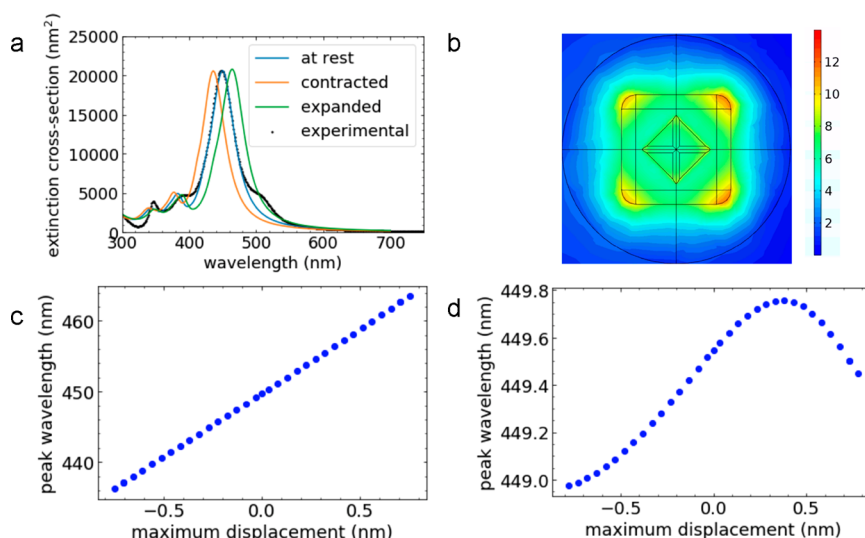 a
extinction cross-section (nm²)
25000
20000
15000
10000
5000
0
300
400
500
600
700
wavelength (nm)
at rest
contracted
expanded
experimental
b
12
10
8
6
4
2
c
peak wavelength (nm)
460
450
440
−0.5
0.0
0.5
maximum displacement (nm)
d
peak wavelength (nm)
449.8
449.6
449.4
449.2
449.0
−0.5
0.0
0.5
maximum displacement (nm)